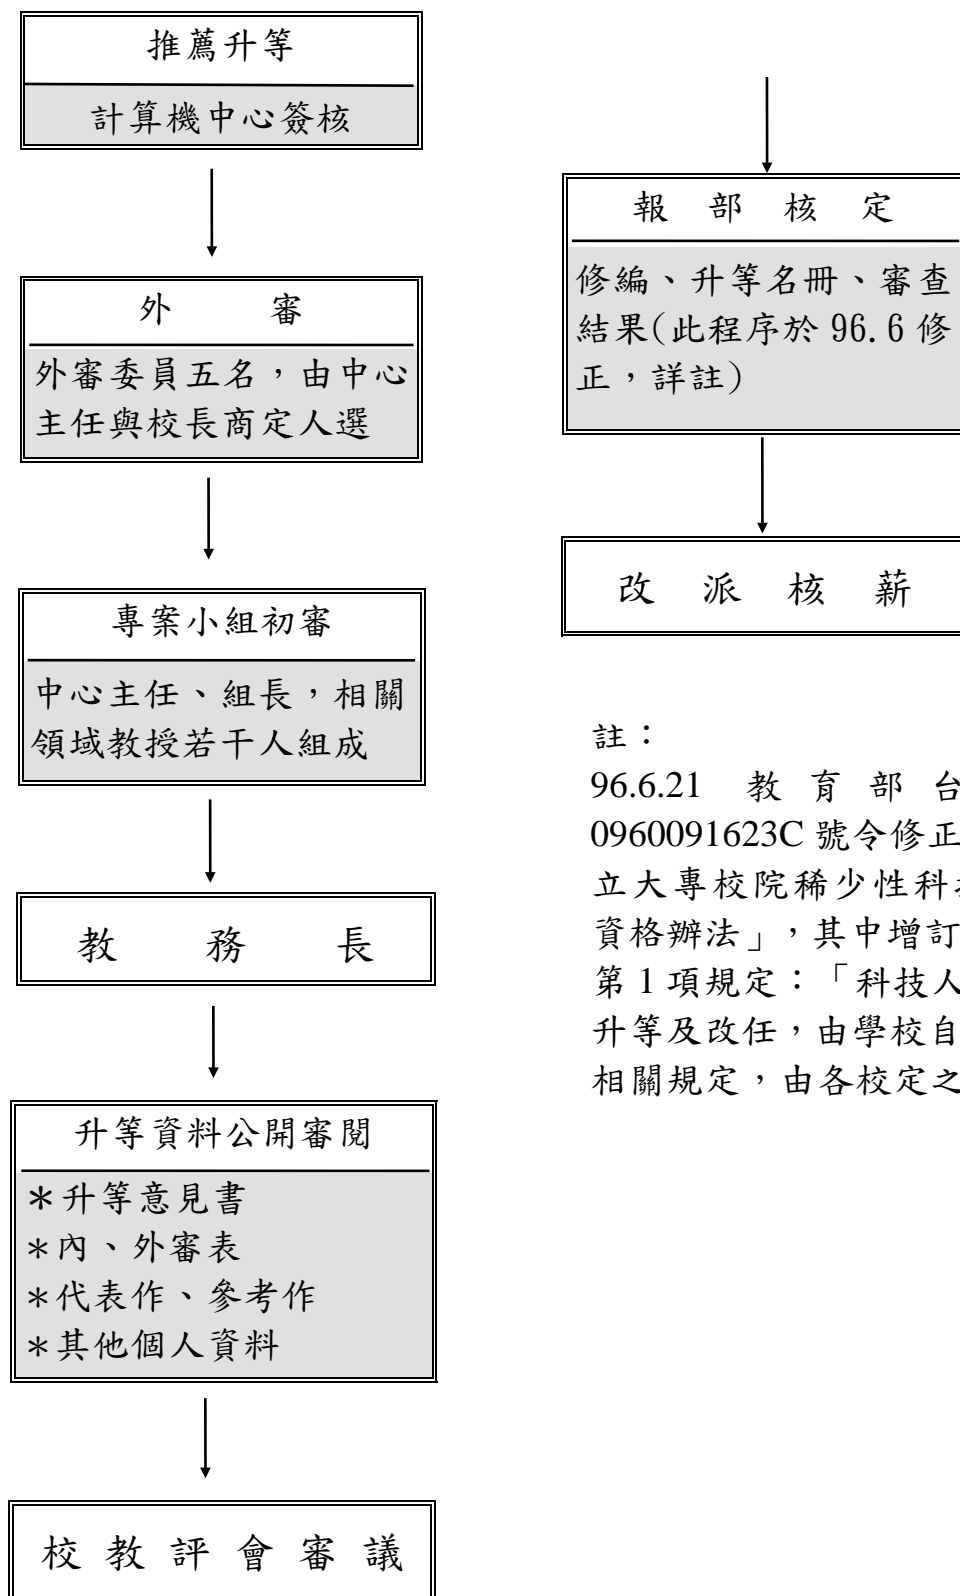 推薦升等
計算機中心簽核
外審
外審委員五名，由中心
主任與校長商定人選
專案小組初審
中心主任、組長，相關
領域教授若干人組成
教務長
升等資料公開審閱
＊升等意見書
＊內、外審表
＊代表作、參考作
＊其他個人資料
校教評會審議
報部核定
修編、升等名冊、審查
結果(此程序於 96.6 修
正，詳註)
改派核薪
註：
96.6.21 教育部台
0960091623C 號令修正
立大專校院稀少性科
資格辦法」，其中增訂
第 1 項規定：「科技人
升等及改任，由學校自
相關規定，由各校定之